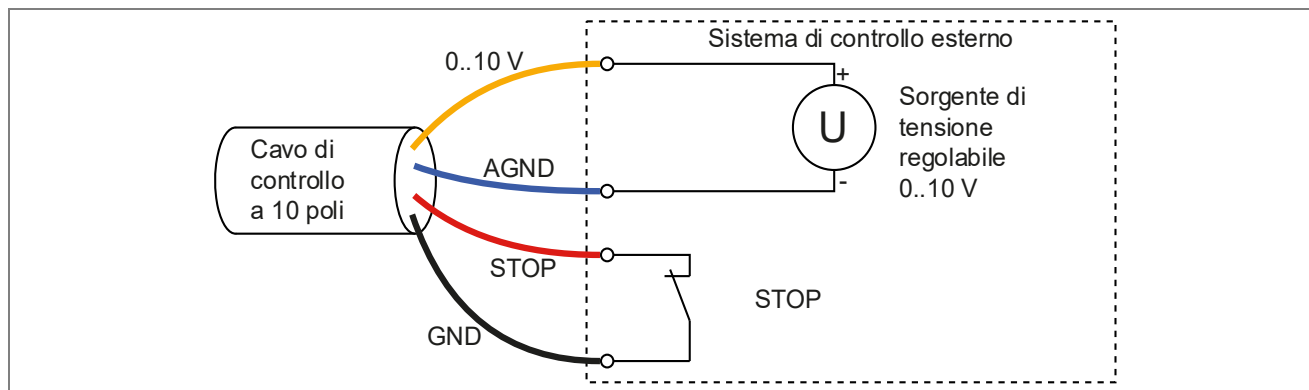 Sistema di controllo esterno
0..10 V
+
U
Sorgente di
tensione
regolabile
0..10 V
-
Cavo di
controllo
a 10 poli
AGND
STOP
STOP
GND